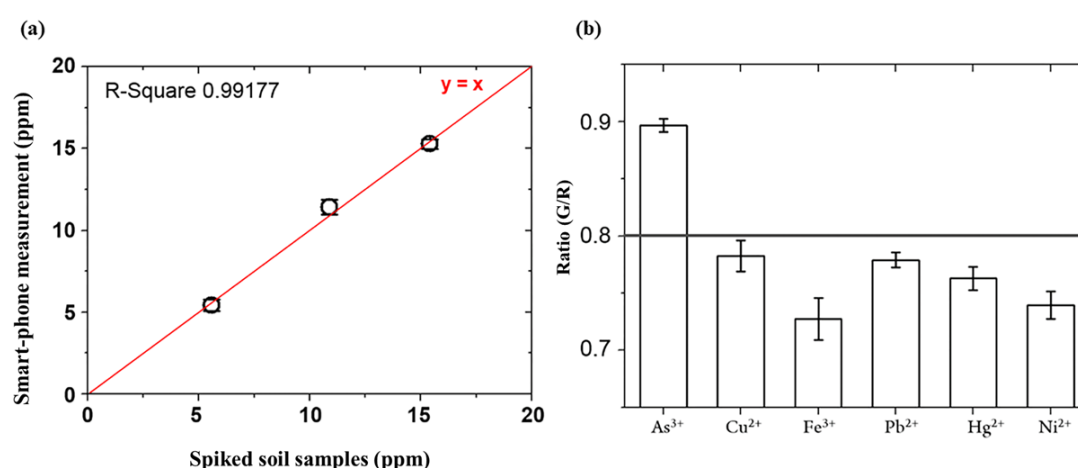 (a)
(b)
R-Square 0.99177
y = x
20
15
10
5
0
0 5 10 15 20
Smart-phone measurement (ppm)
Spiked soil samples (ppm)
0.9
0.8
0.7
Ratio (G/R)
As³⁺ Cu²⁺ Fe³⁺ Pb²⁺ Hg²⁺ Ni²⁺